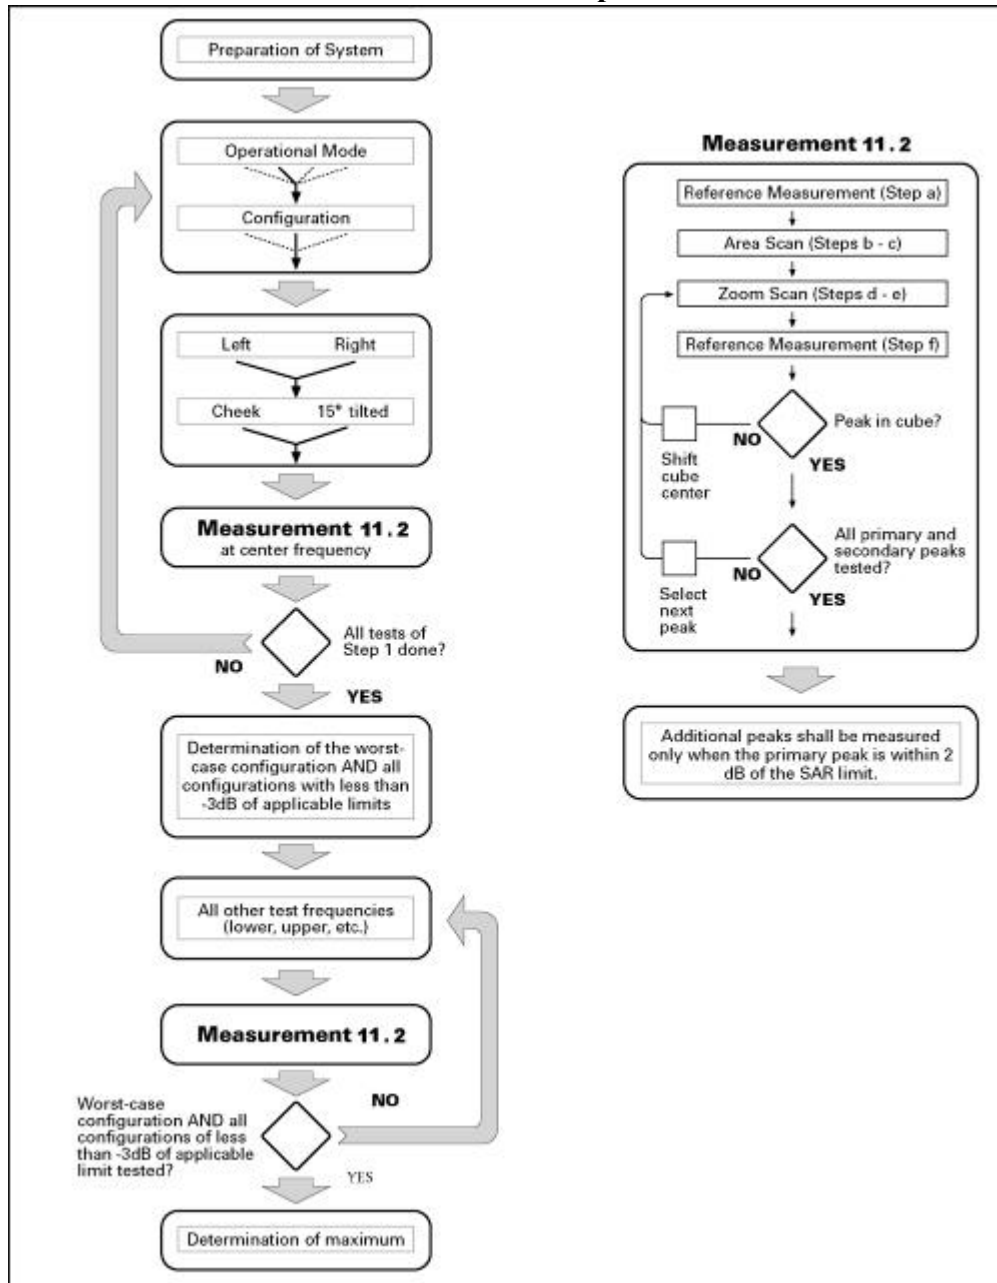 Preparation of System
Operational Mode
Configuration
Left Right
Cheek 15° tilted
Measurement 11.2
at center frequency
All tests of
Step 1 done?
NO
YES
Determination of the worst-
case configuration AND all
configurations with less than
-3dB of applicable limits
All other test frequencies
(lower, upper, etc.)
Measurement 11.2
Worst-case
configuration AND all
configurations of less
than -3dB of applicable
limit tested?
NO
YES
Determination of maximum
Measurement 11.2
Reference Measurement (Step a)
Area Scan (Steps b - c)
Zoom Scan (Steps d - e)
Reference Measurement (Step f)
Peak in cube?
NO
YES
Shift
cube
center
All primary and
secondary peaks
tested?
NO
YES
Select
next
peak
Additional peaks shall be measured
only when the primary peak is within 2
dB of the SAR limit.